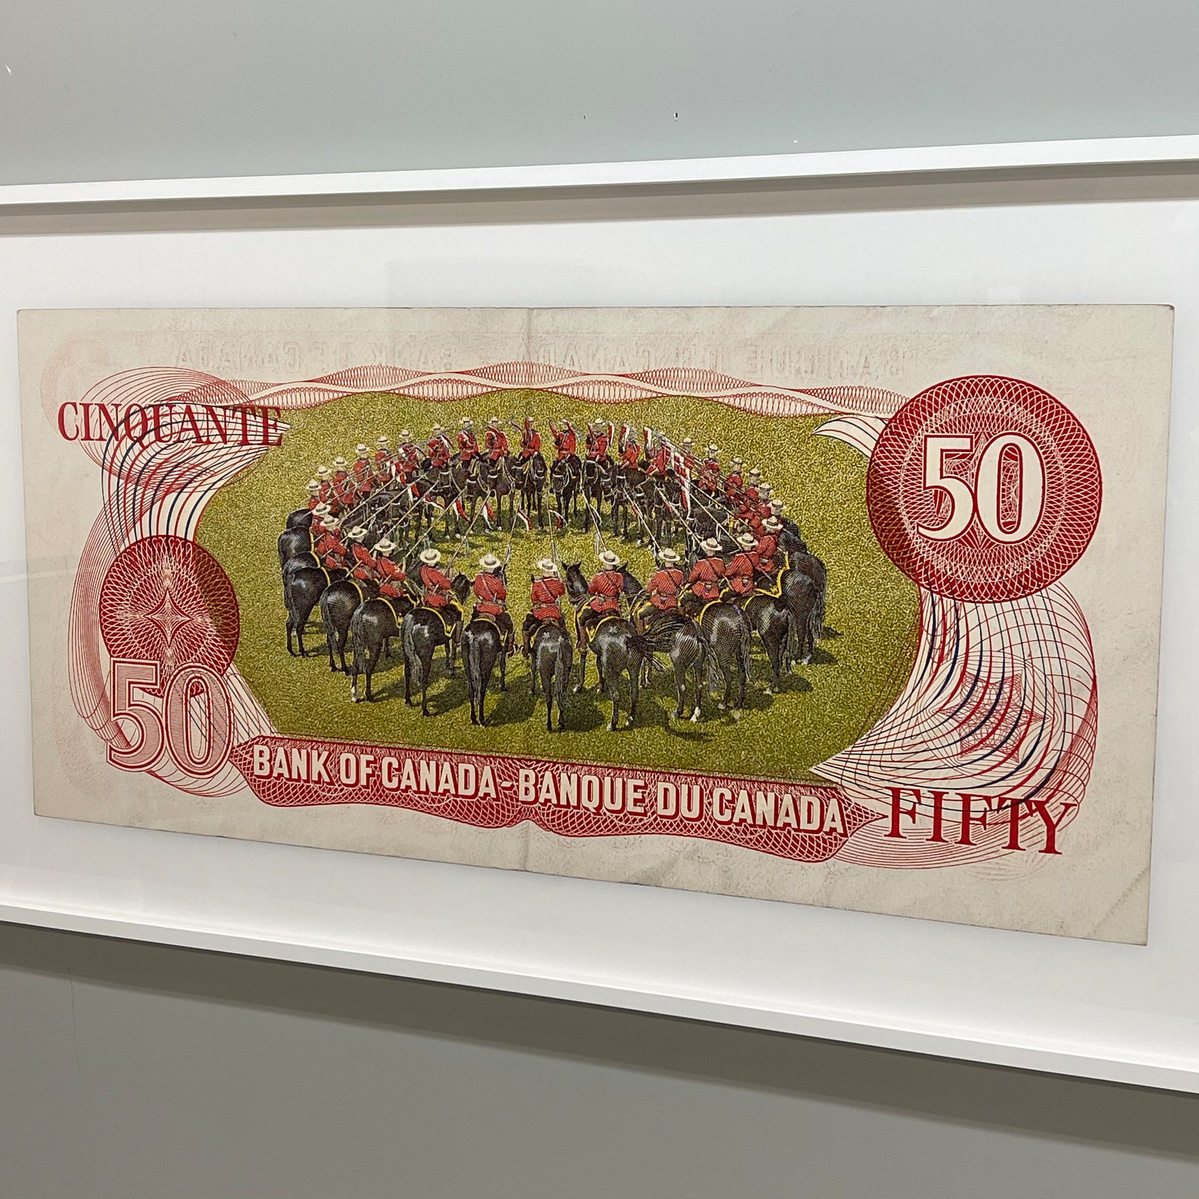 CINQUANTE
50
50
BANK OF CANADA - BANQUE DU CANADA
FIFTY